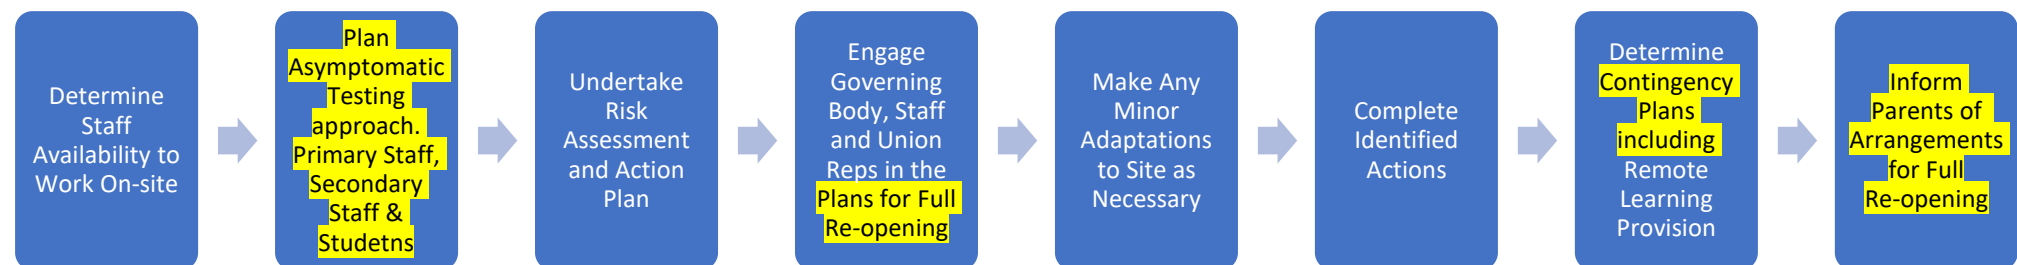 Determine
Staff
Availability to
Work On-site
Plan
Asymptomatic
Testing
approach.
Primary Staff,
Secondary
Staff &
Studetns
Undertake
Risk
Assessment
and Action
Plan
Engage
Governing
Body, Staff
and Union
Reps in the
Plans for Full
Re-opening
Make Any
Minor
Adaptations
to Site as
Necessary
Complete
Identified
Actions
Determine
Contingency
Plans
including
Remote
Learning
Provision
Inform
Parents of
Arrangements
for Full
Re-opening